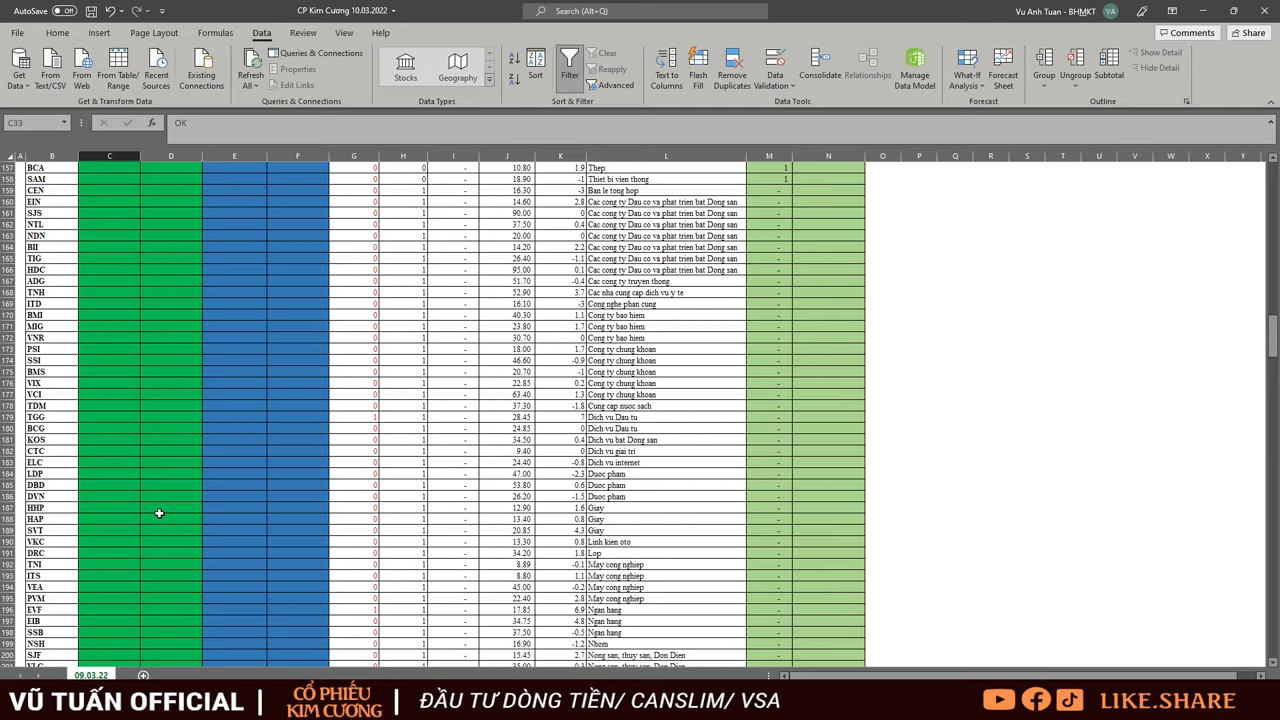 AutoSave Off CP Kim Cương 10.03.2022 Search (Alt+Q) Vu Anh Tuan - BHMKT VA
File Home Insert Page Layout Formulas Data Review View Help Comments Share
Get Data From Text/CSV From Web From Table/Range Recent Sources Existing Connections Refresh All Queries & Connections Properties Edit Links Stocks Geography Sort Filter Clear Reapply Advanced Text to Columns Flash Fill Remove Duplicates Data Validation Consolidate Relationships Manage Data Model What-If Analysis Forecast Sheet Group Ungroup Subtotal Show Detail Hide Detail
Get & Transform Data Queries & Connections Data Types Sort & Filter Data Tools Forecast Outline
C33 fx OK
A B C D E F G H I J K L M N O P Q R S T U V W X Y
157 BCA 0 0 - 10.80 1.9 Thep 1
158 SAM 0 0 - 18.90 -1 Thiet bi vien thong 1
159 CEN 0 1 - 16.30 -3 Ban le tong hop -
160 EIN 0 1 - 14.60 2.8 Cac cong ty Dau co va phat trien bat Dong san -
161 SJS 0 1 - 90.00 0 Cac cong ty Dau co va phat trien bat Dong san -
162 NTL 0 1 - 37.50 0.4 Cac cong ty Dau co va phat trien bat Dong san -
163 NDN 0 1 - 20.00 0 Cac cong ty Dau co va phat trien bat Dong san -
164 BII 0 1 - 14.20 2.2 Cac cong ty Dau co va phat trien bat Dong san -
165 TIG 0 1 - 26.40 -1.1 Cac cong ty Dau co va phat trien bat Dong san -
166 HDC 0 1 - 95.00 0.1 Cac cong ty Dau co va phat trien bat Dong san -
167 ADG 0 1 - 51.70 -0.4 Cac cong ty truyen thong -
168 TNH 0 1 - 52.90 3.7 Cac nha cung cap dich vu y te -
169 ITD 0 1 - 16.10 -3 Cong nghe phan cung -
170 BMI 0 1 - 40.30 1.1 Cong ty bao hiem -
171 MIG 0 1 - 23.80 1.7 Cong ty bao hiem -
172 VNR 0 1 - 30.70 0 Cong ty bao hiem -
173 PSI 0 1 - 18.00 1.7 Cong ty chung khoan -
174 SSI 0 1 - 46.60 -0.9 Cong ty chung khoan -
175 BMS 0 1 - 20.70 -1 Cong ty chung khoan -
176 VIX 0 1 - 22.85 0.2 Cong ty chung khoan -
177 VCI 0 1 - 63.40 1.3 Cong ty chung khoan -
178 TDM 0 1 - 37.30 -1.8 Cung cap nuoc sach -
179 TGG 1 1 - 28.45 7 Dich vu Dau tu -
180 BCG 0 1 - 24.85 0 Dich vu Dau tu -
181 KOS 0 1 - 34.50 0.4 Dich vu bat Dong san -
182 CTC 0 1 - 9.40 0 Dich vu giai tri -
183 ELC 0 1 - 24.40 -0.8 Dich vu internet -
184 LDP 0 1 - 47.00 -2.3 Duoc pham -
185 DBD 0 1 - 53.80 0.6 Duoc pham -
186 DVN 0 1 - 26.20 -1.5 Duoc pham -
187 HHP 0 1 - 12.90 1.6 Giay -
188 HAP 0 1 - 13.40 0.8 Giay -
189 SVT 0 1 - 20.85 4.3 Giay -
190 VKC 0 1 - 13.30 0.8 Linh kien oto -
191 DRC 0 1 - 34.20 1.8 Lop -
192 TNI 0 1 - 8.80 -0.1 May cong nghiep -
193 ITS 0 1 - 8.80 1.1 May cong nghiep -
194 VEA 0 1 - 45.00 -0.2 May cong nghiep -
195 PVM 0 1 - 22.40 2.8 May cong nghiep -
196 EVF 1 1 - 17.85 6.9 Ngan hang -
197 EIB 0 1 - 34.75 4.8 Ngan hang -
198 SSB 0 1 - 37.50 -0.5 Ngan hang -
199 NSH 0 1 - 16.90 -1.2 Nhom -
200 SJF 0 1 - 15.45 2.7 Nong san, thuy san, Don Dien -
09.03.22
VŨ TUẤN OFFICIAL CỔ PHIẾU KIM CƯƠNG ĐẦU TƯ DÒNG TIỀN/ CANSLIM/ VSA LIKE.SHARE